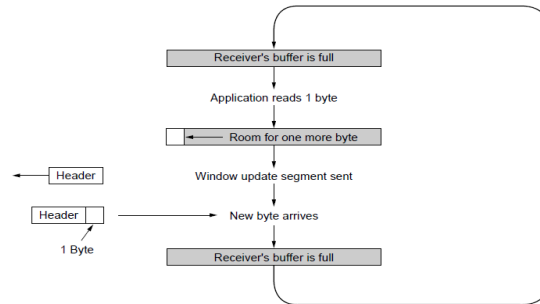 Receiver's buffer is full
Application reads 1 byte
Room for one more byte
Header
Window update segment sent
Header
New byte arrives
1 Byte
Receiver's buffer is full